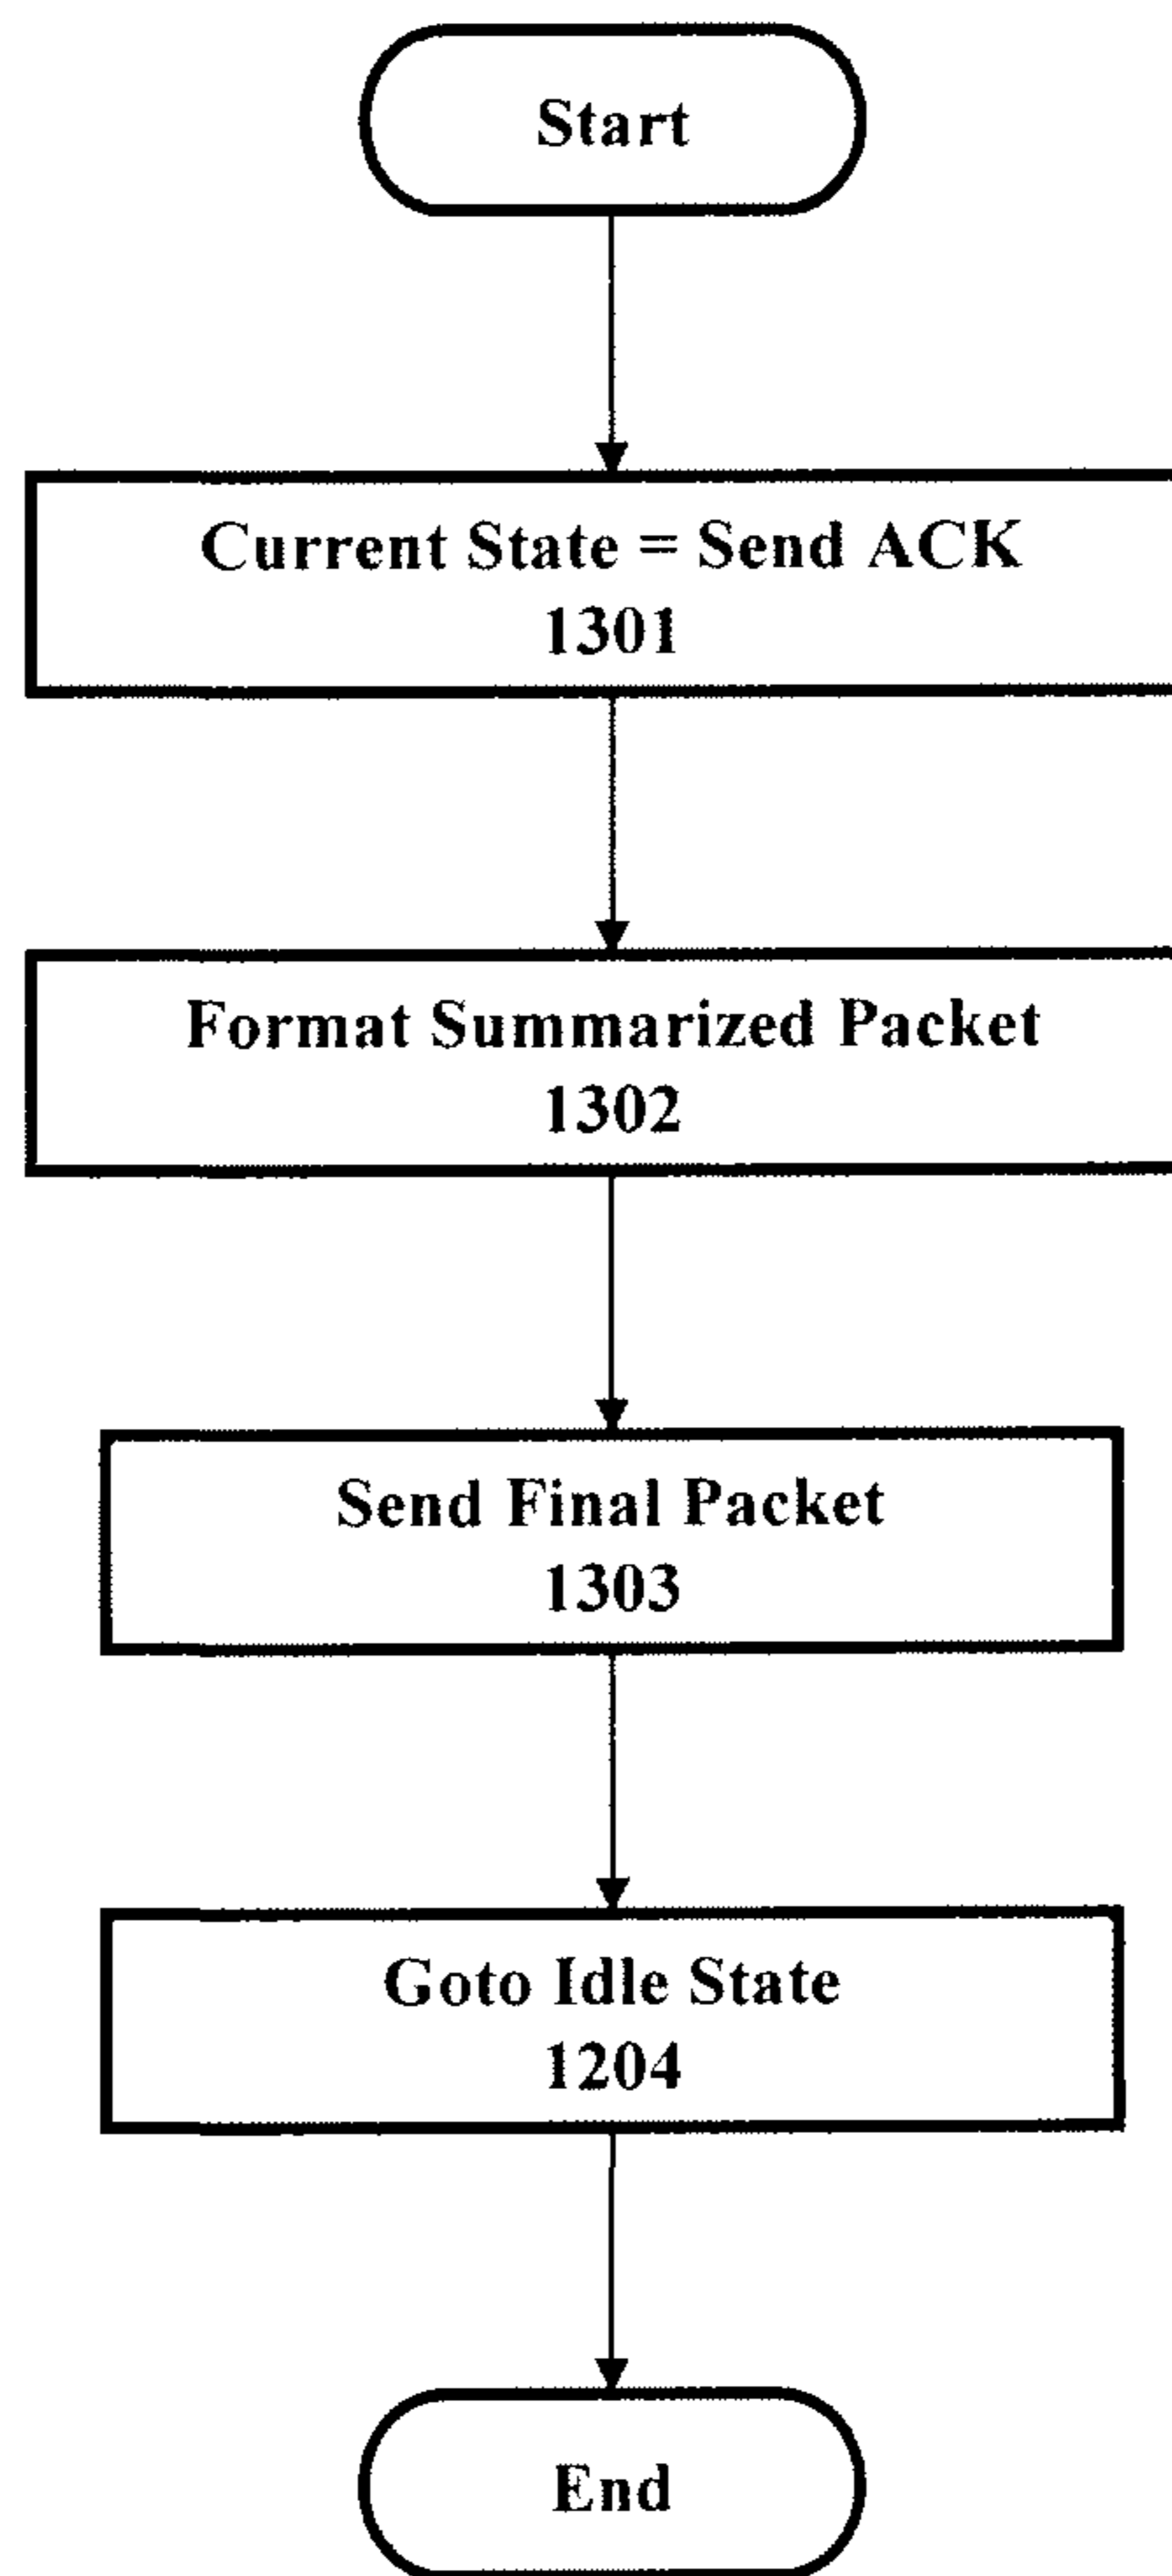 Start
Current State = Send ACK
1301
Format Summarized Packet
1302
Send Final Packet
1303
Goto Idle State
1204
End